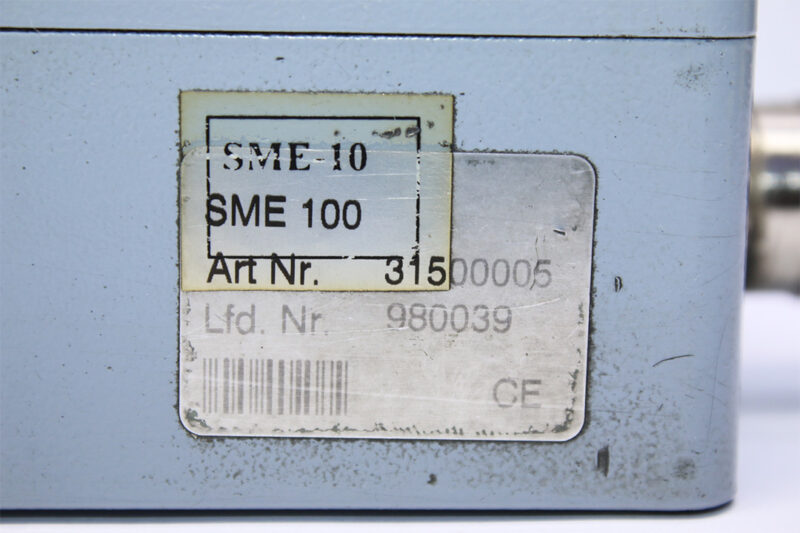 SME-10
SME 100
Art Nr. 31500005
Lfd. Nr. 980039
CE